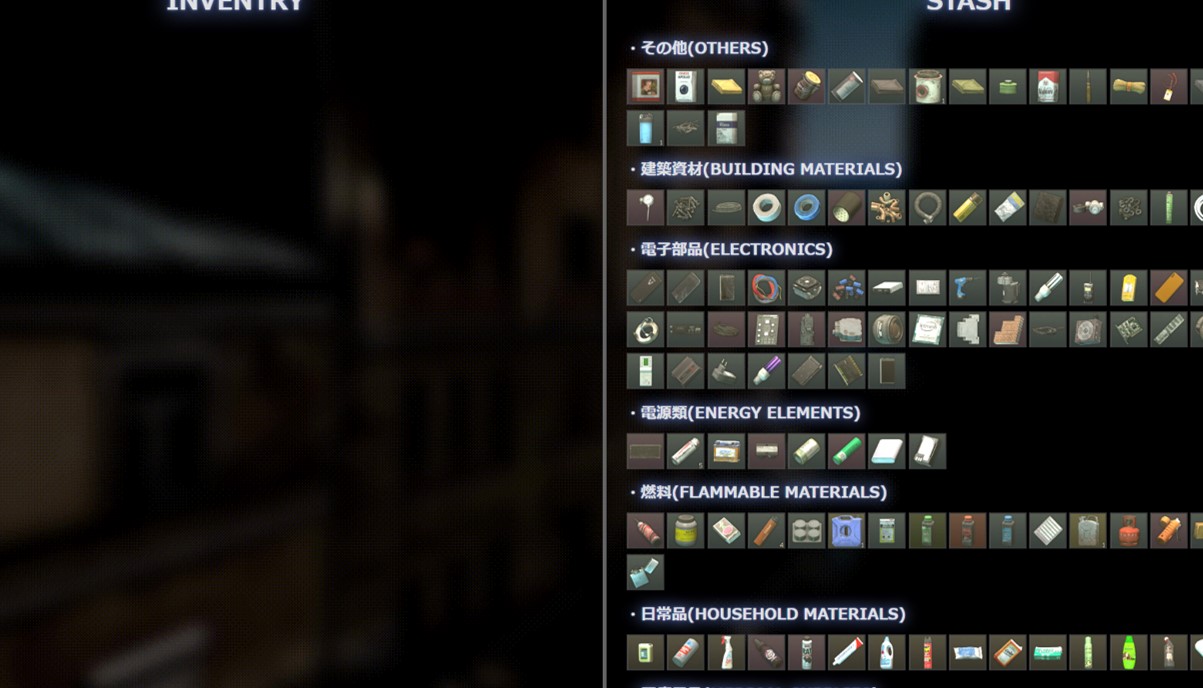 INVENTRY
STASH
・その他(OTHERS)
・建築資材(BUILDING MATERIALS)
・電子部品(ELECTRONICS)
・電源類(ENERGY ELEMENTS)
・燃料(FLAMMABLE MATERIALS)
・日常品(HOUSEHOLD MATERIALS)